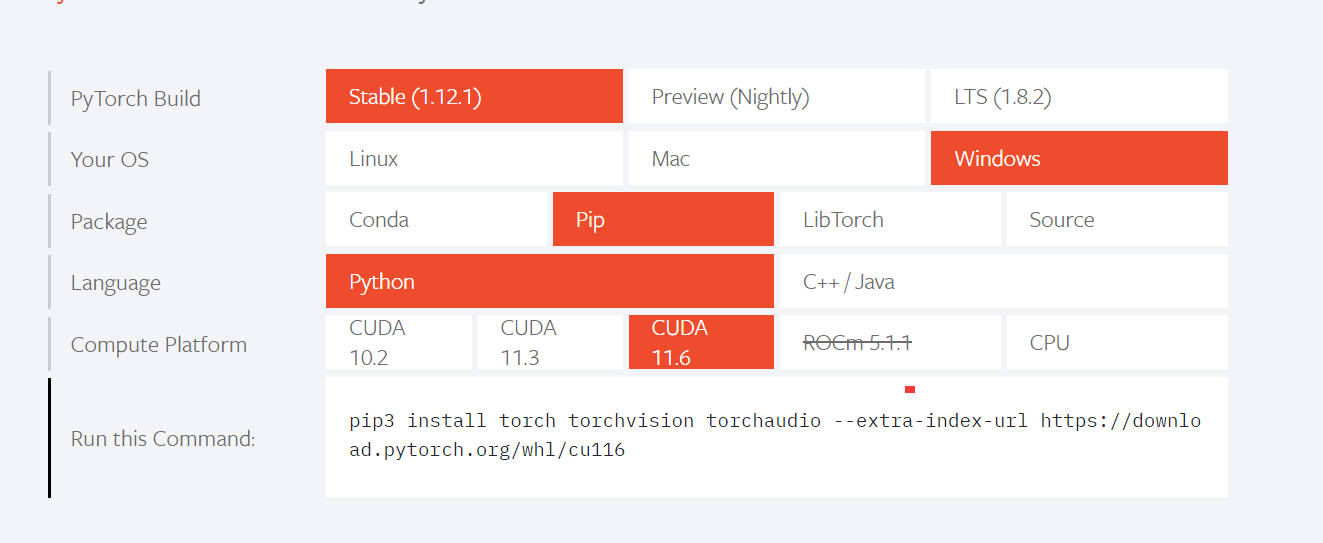 PyTorch Build
Stable (1.12.1)
Preview (Nightly)
LTS (1.8.2)
Your OS
Linux
Mac
Windows
Package
Conda
Pip
LibTorch
Source
Language
Python
C++ / Java
Compute Platform
CUDA
10.2
CUDA
11.3
CUDA
11.6
ROCm 5.1.1
CPU
Run this Command:
pip3 install torch torchvision torchaudio --extra-index-url https://downlo
ad.pytorch.org/whl/cu116